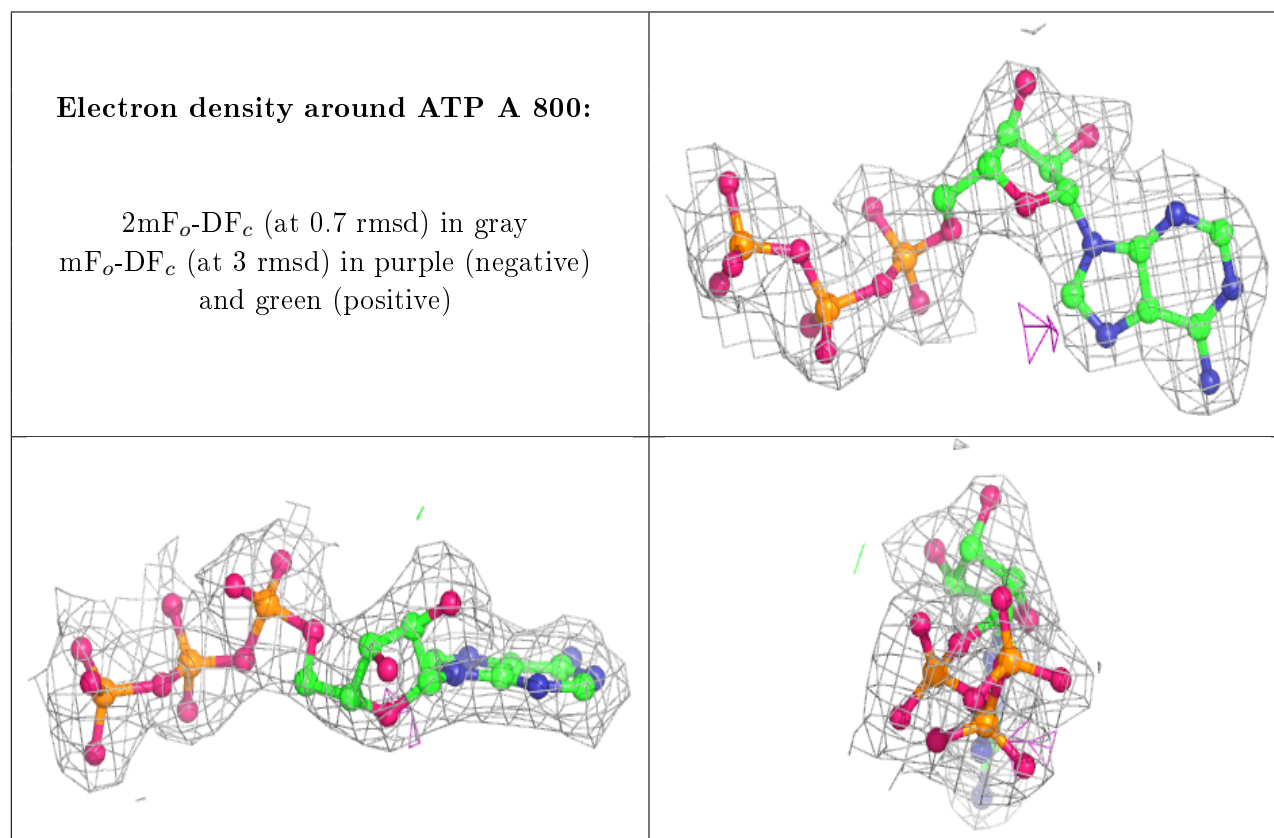 Electron density around ATP A 800:
2mFₒ-DF𝒸 (at 0.7 rmsd) in gray
mFₒ-DF𝒸 (at 3 rmsd) in purple (negative)
and green (positive)